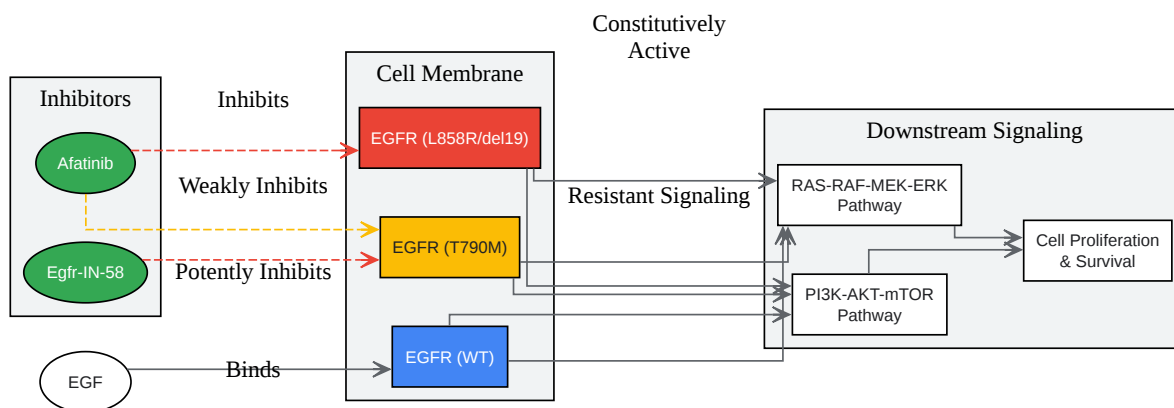 Constitutively
Active
Inhibitors
Inhibits
Cell Membrane
Downstream Signaling
Afatinib
EGFR (L858R/del19)
Weakly Inhibits
Resistant Signaling
RAS-RAF-MEK-ERK
Pathway
EGFR (T790M)
Cell Proliferation
& Survival
Egfr-IN-58
Potently Inhibits
PI3K-AKT-mTOR
Pathway
EGFR (WT)
EGF
Binds